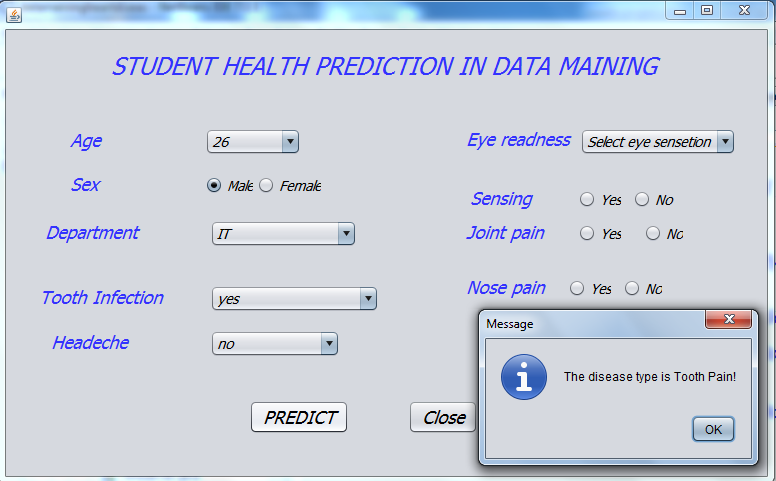 STUDENT HEALTH PREDICTION IN DATA MAINING
Age
26
Eye readness
Select eye sensetion
Sex
Male
Female
Sensing
Yes
No
Department
IT
Joint pain
Yes
No
Tooth Infection
yes
Nose pain
Yes
No
Headeche
no
Message
The disease type is Tooth Pain!
OK
PREDICT
Close